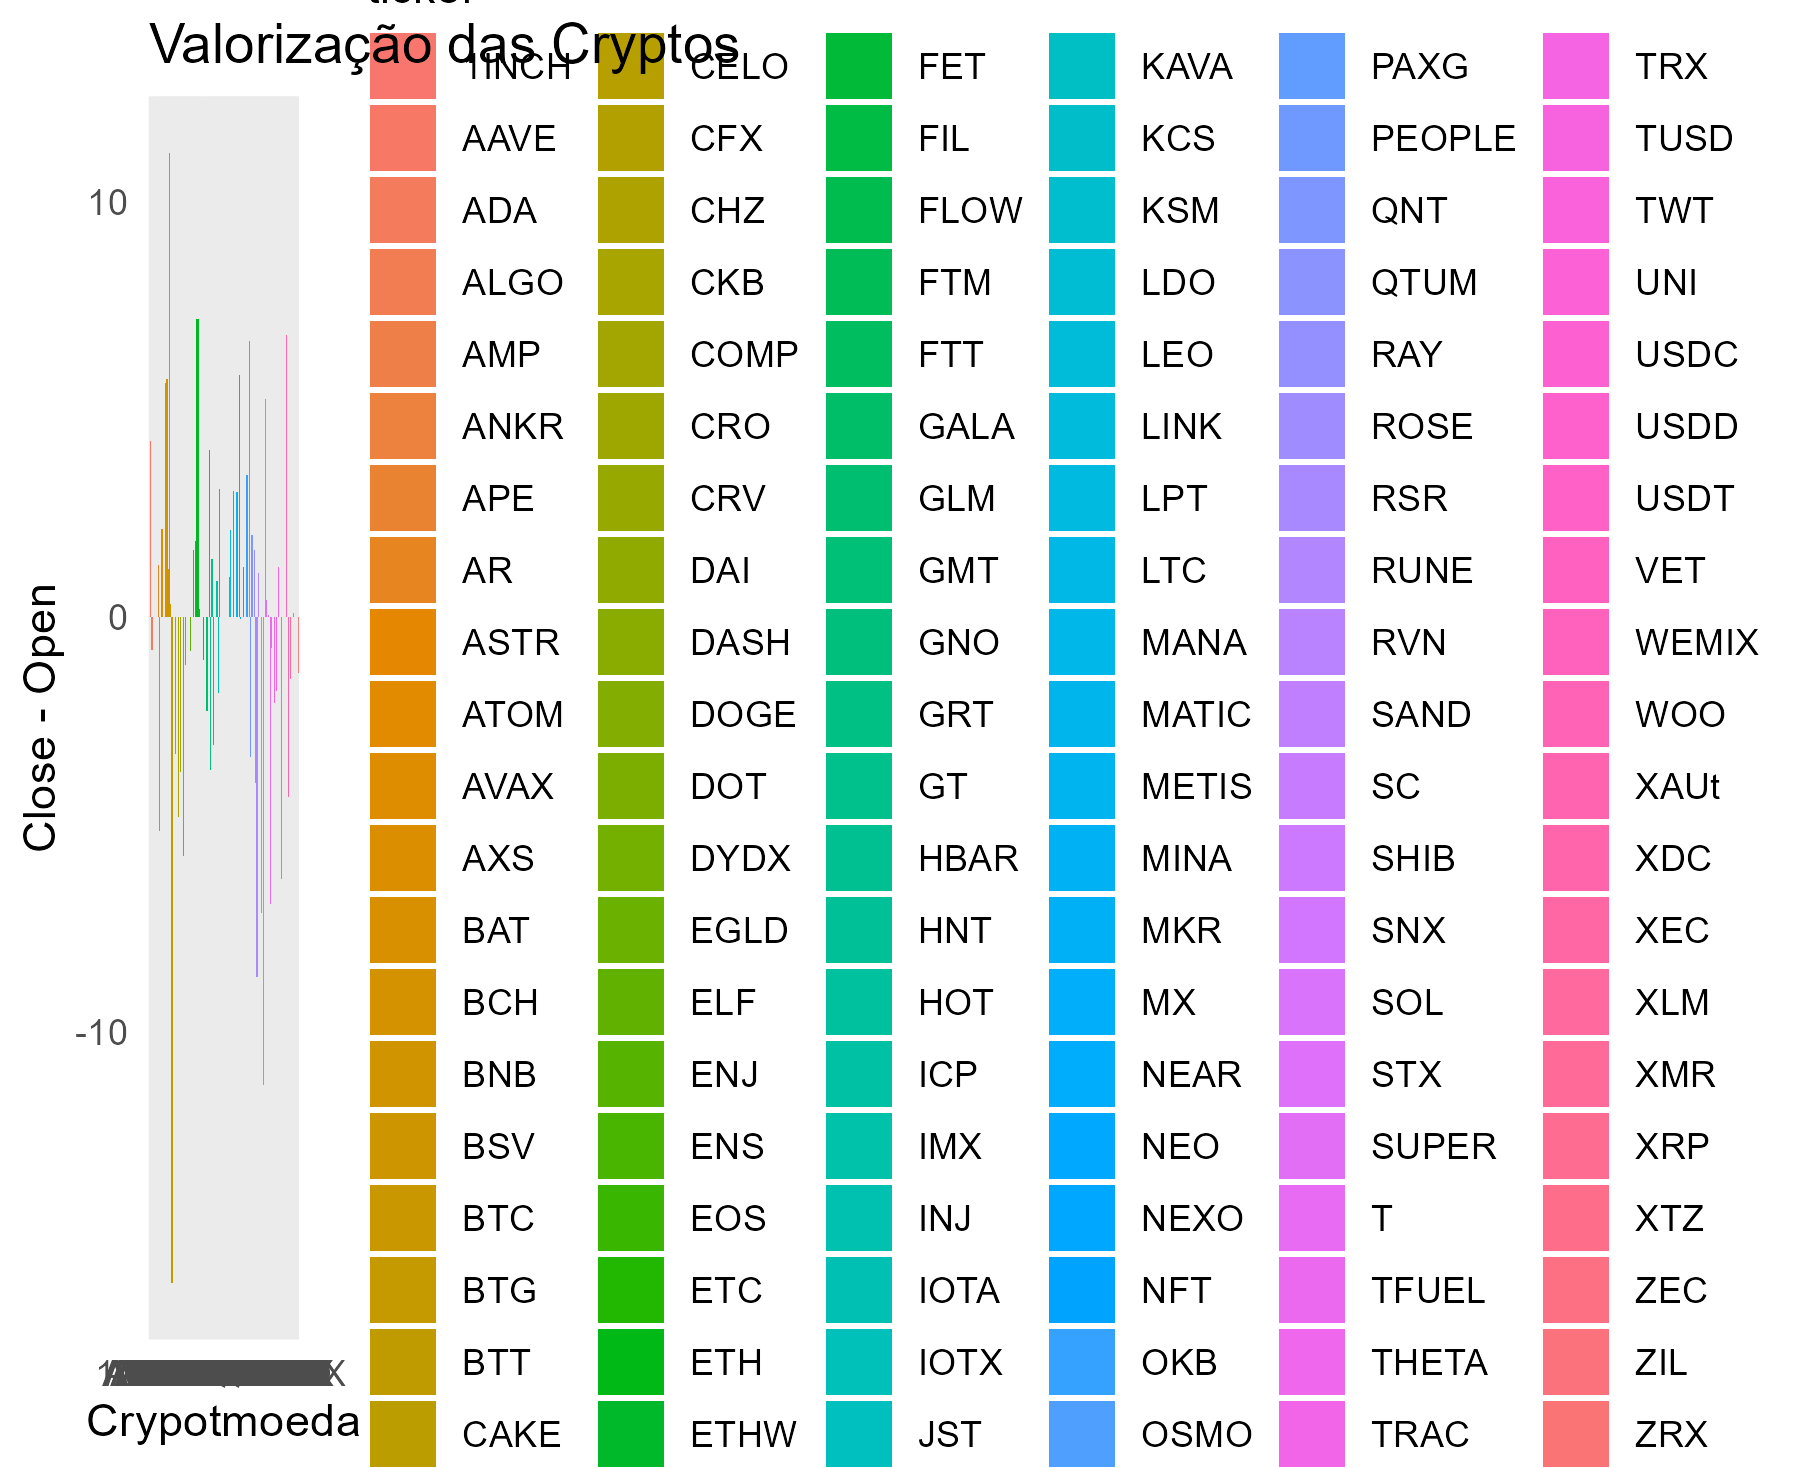 ticker
Valorização das Cryptos
10
0
-10
Close - Open
Crypotmoeda
1INCH
AAVE
ADA
ALGO
AMP
ANKR
APE
AR
ASTR
ATOM
AVAX
AXS
BAT
BCH
BNB
BSV
BTC
BTG
BTT
CAKE
CELO
CFX
CHZ
CKB
COMP
CRO
CRV
DAI
DASH
DOGE
DOT
DYDX
EGLD
ELF
ENJ
ENS
EOS
ETC
ETH
ETHW
FET
FIL
FLOW
FTM
FTT
GALA
GLM
GMT
GNO
GRT
GT
HBAR
HNT
HOT
ICP
IMX
INJ
IOTA
IOTX
JST
KAVA
KCS
KSM
LDO
LEO
LINK
LPT
LTC
MANA
MATIC
METIS
MINA
MKR
MX
NEAR
NEO
NEXO
NFT
OKB
OSMO
PAXG
PEOPLE
QNT
QTUM
RAY
ROSE
RSR
RUNE
RVN
SAND
SC
SHIB
SNX
SOL
STX
SUPER
T
TFUEL
THETA
TRAC
TRX
TUSD
TWT
UNI
USDC
USDD
USDT
VET
WEMIX
WOO
XAUt
XDC
XEC
XLM
XMR
XRP
XTZ
ZEC
ZIL
ZRX